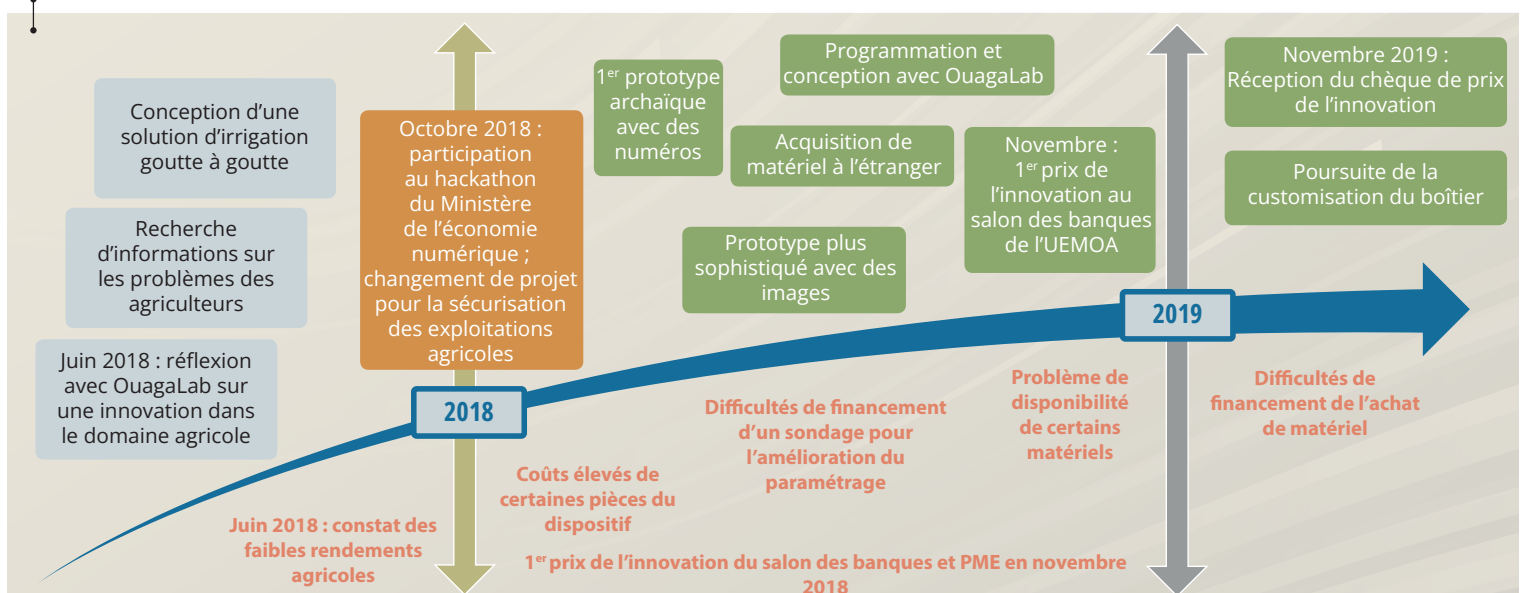 Conception d'une
solution d'irrigation
goutte à goutte
Recherche
d'informations sur
les problèmes des
agriculteurs
Juin 2018 : réflexion
avec OuagaLab sur
une innovation dans
le domaine agricole
Octobre 2018 :
participation
au hackathon
du Ministère
de l'économie
numérique ;
changement de projet
pour la sécurisation
des exploitations
agricoles
2018
1er prototype
archaïque
avec des
numéros
Programmation et
conception avec OuagaLab
Acquisition de
matériel à l'étranger
Prototype plus
sophistiqué avec des
images
Novembre :
1er prix de
l'innovation au
salon des banques
de l'UEMOA
2019
Novembre 2019 :
Réception du chèque de prix
de l'innovation
Poursuite de la
customisation du boîtier
Juin 2018 : constat des
faibles rendements
agricoles
Coûts élevés de
certaines pièces du
dispositif
Difficultés de financement
d'un sondage pour
l'amélioration du
paramétrage
Problème de
disponibilité
de certains
matériels
Difficultés de
financement de l'achat
de matériel
1er prix de l'innovation du salon des banques et PME en novembre
2018